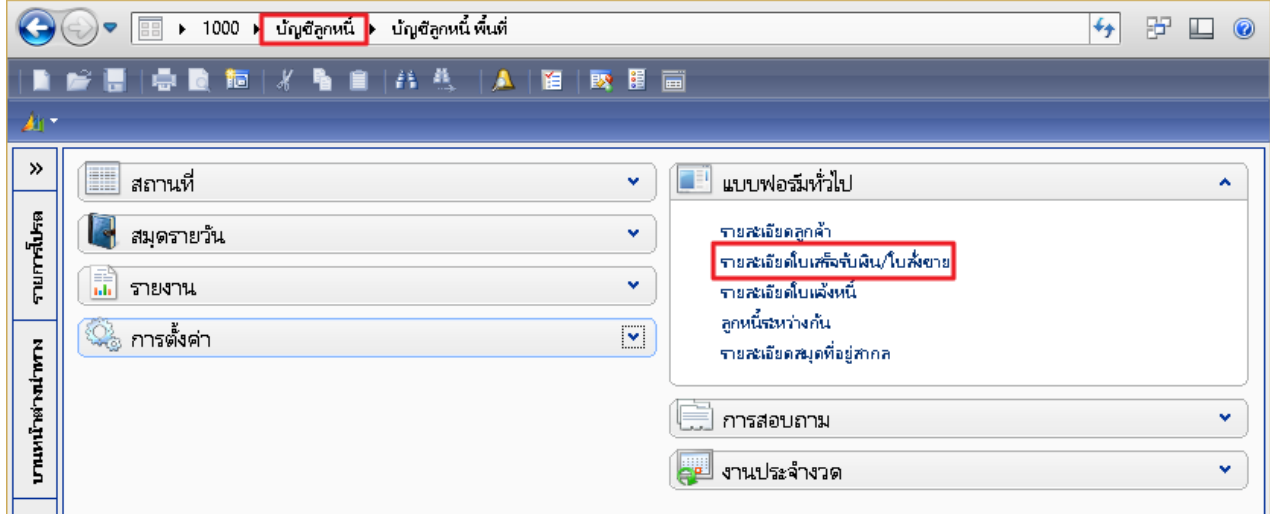 1000 บัญชีลูกหนี้ บัญชีลูกหนี้ พื้นที่
รายการโปรด
บานหน้าต่างนำทาง
สถานที่
สมุดรายวัน
รายงาน
การตั้งค่า
แบบฟอร์มทั่วไป
รายละเอียดลูกค้า
รายละเอียดใบเสร็จรับเงิน/ใบสั่งขาย
รายละเอียดใบแจ้งหนี้
ลูกหนี้ระหว่างกัน
รายละเอียดสมุดที่อยู่สากล
การสอบถาม
งานประจำงวด